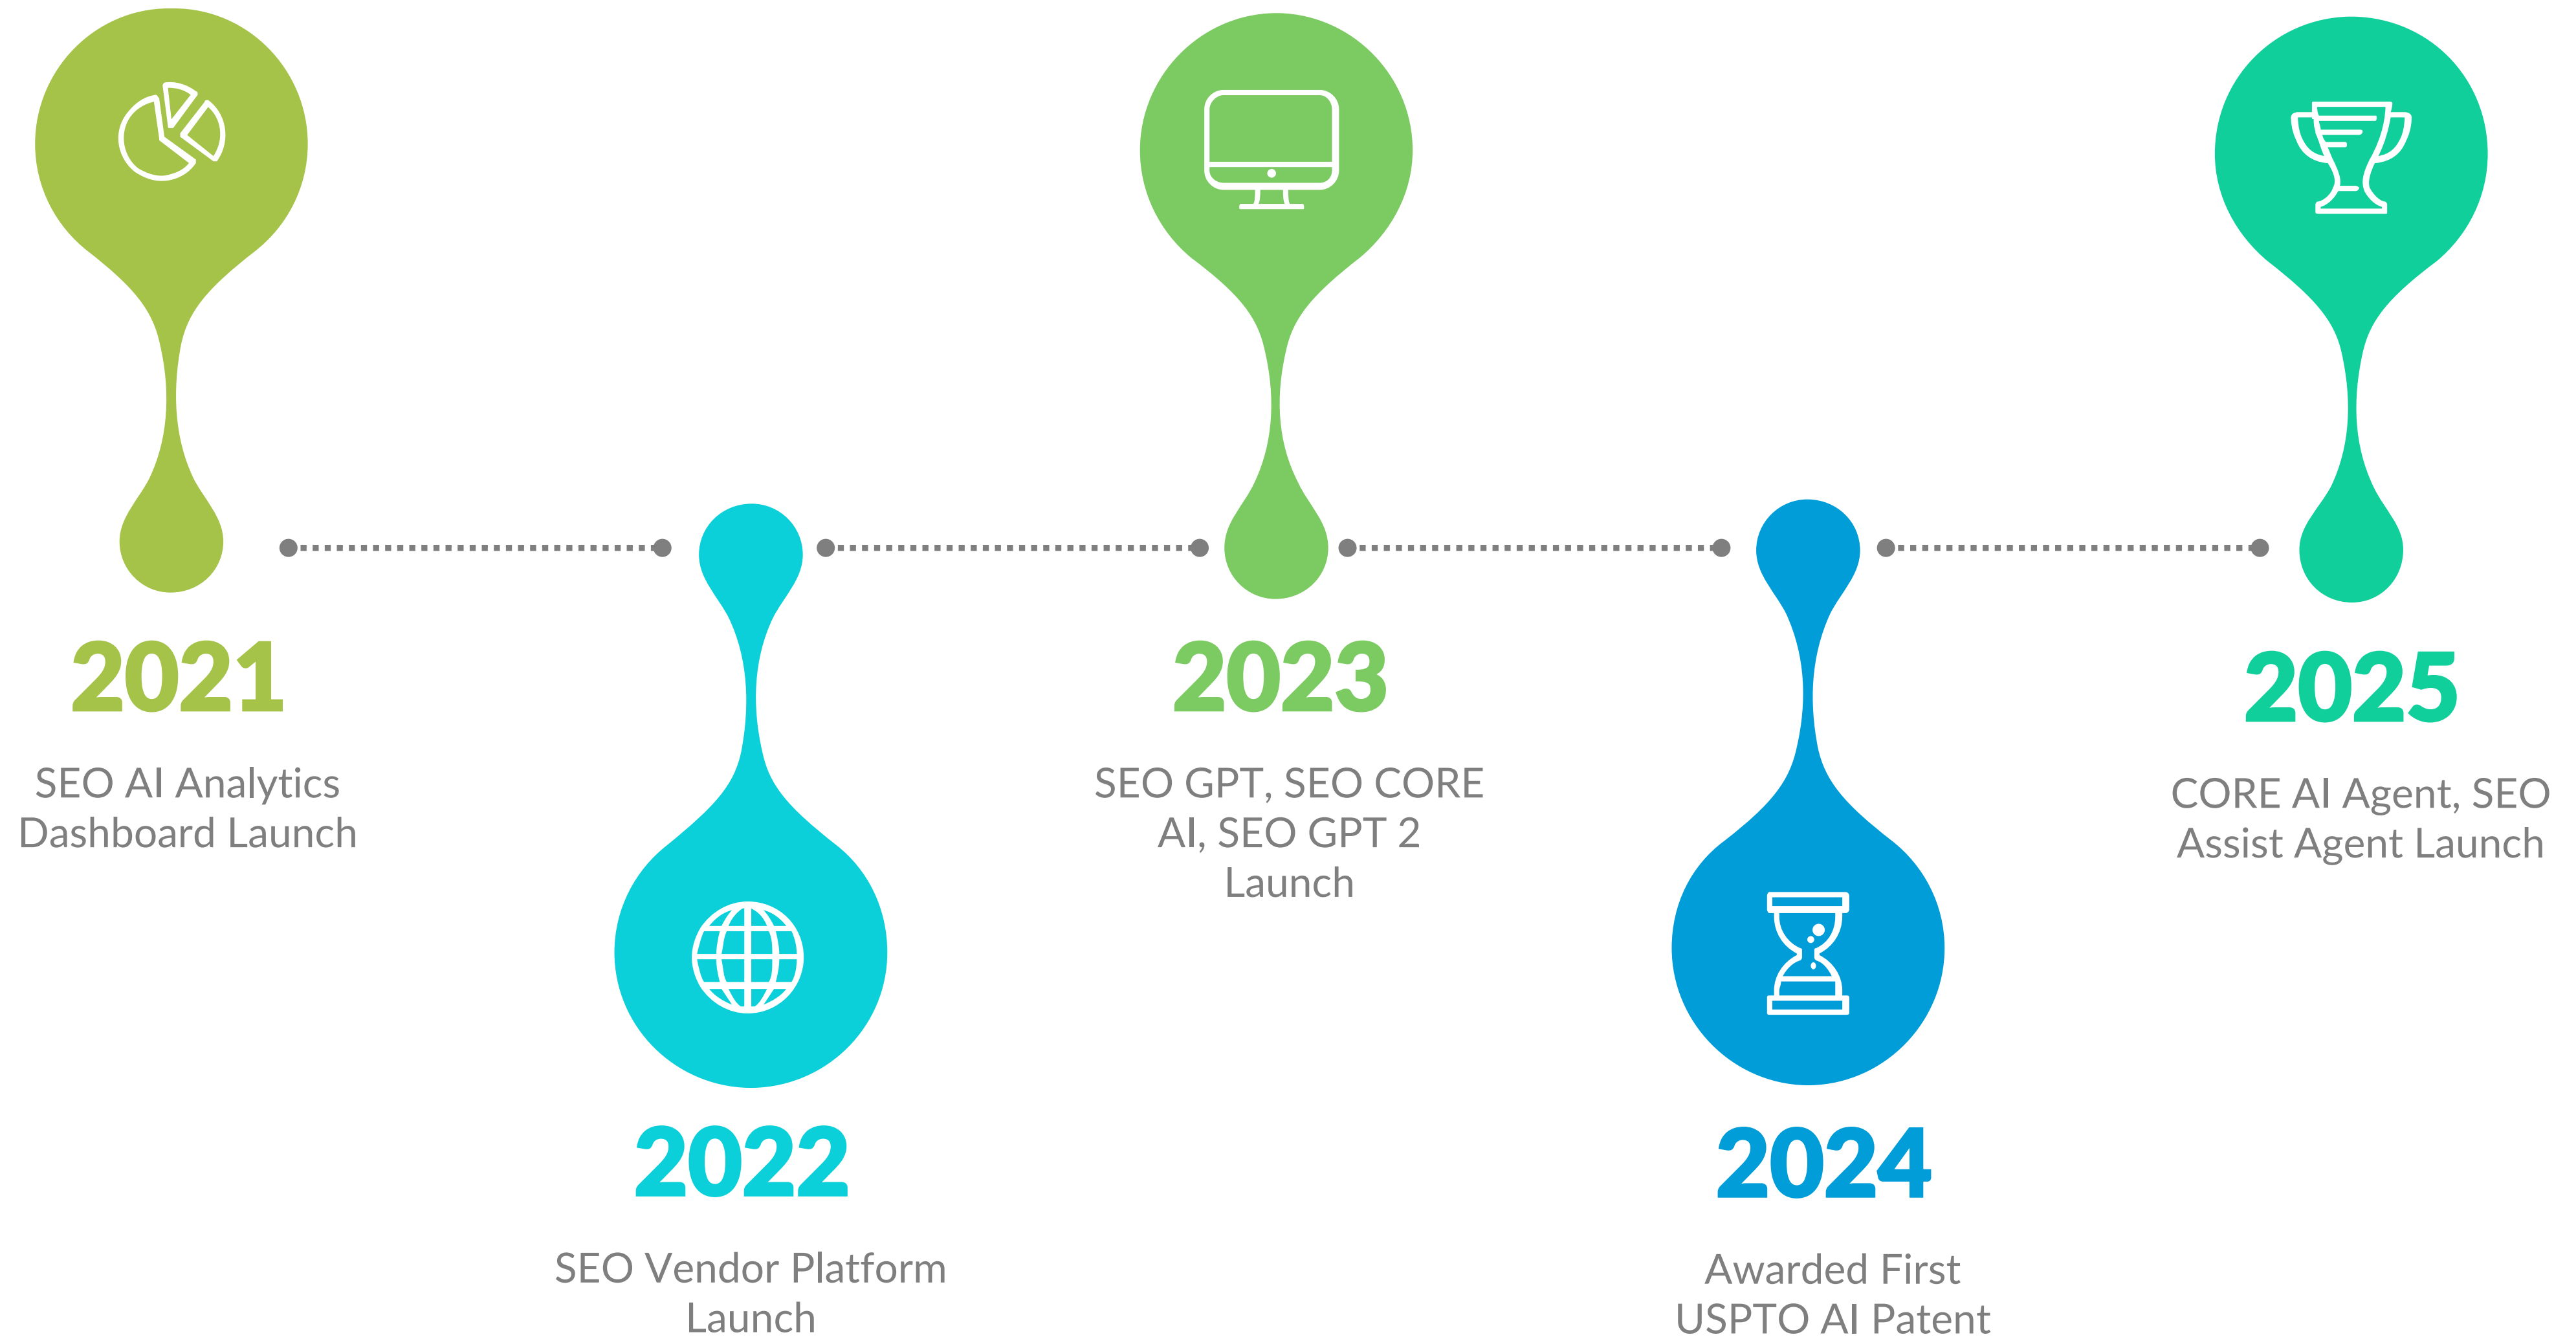 2021
SEO AI Analytics
Dashboard Launch
2022
SEO Vendor Platform
Launch
2023
SEO GPT, SEO CORE
AI, SEO GPT 2
Launch
2024
Awarded First
USPTO AI Patent
2025
CORE AI Agent, SEO
Assist Agent Launch